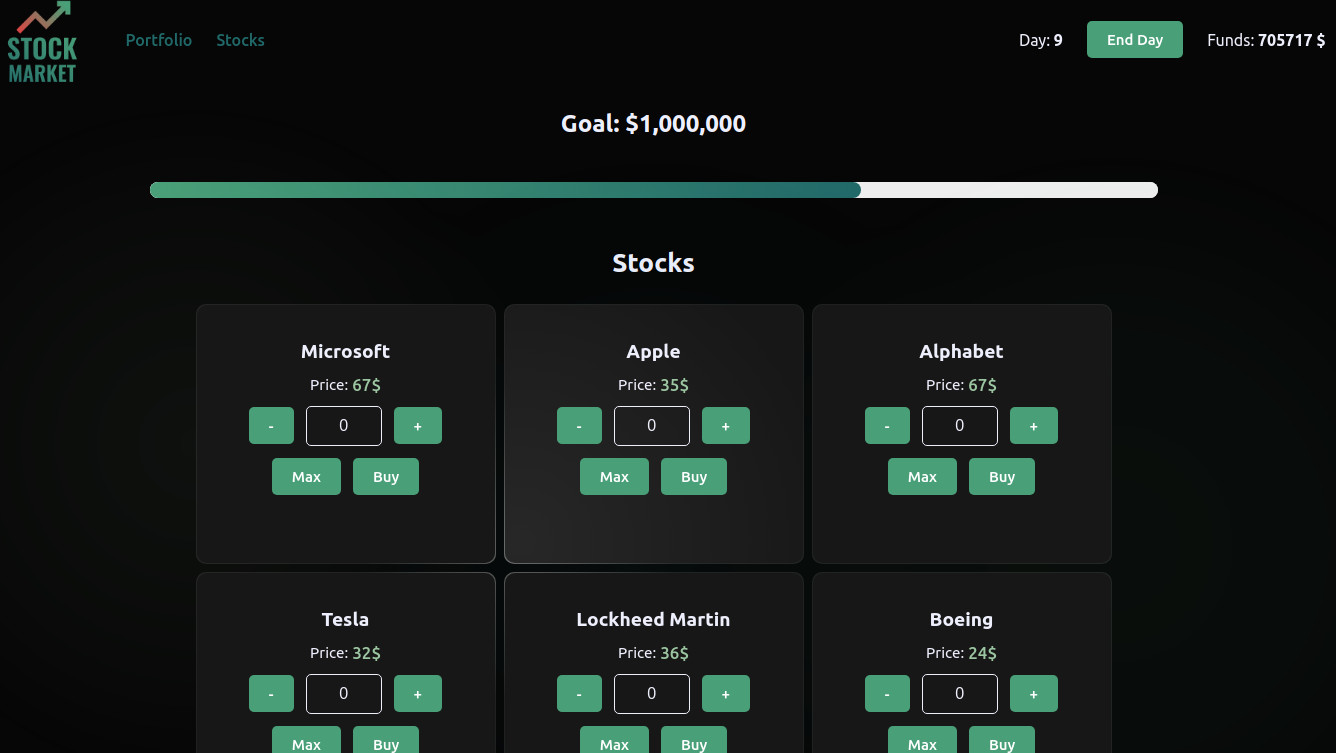 STOCK
MARKET
Portfolio Stocks
Day: 9 End Day Funds: 705717 $
Goal: $1,000,000
Stocks
Microsoft
Price: 67$
- 0 +
Max Buy
Apple
Price: 35$
- 0 +
Max Buy
Alphabet
Price: 67$
- 0 +
Max Buy
Tesla
Price: 32$
- 0 +
Max Buy
Lockheed Martin
Price: 36$
- 0 +
Max Buy
Boeing
Price: 24$
- 0 +
Max Buy